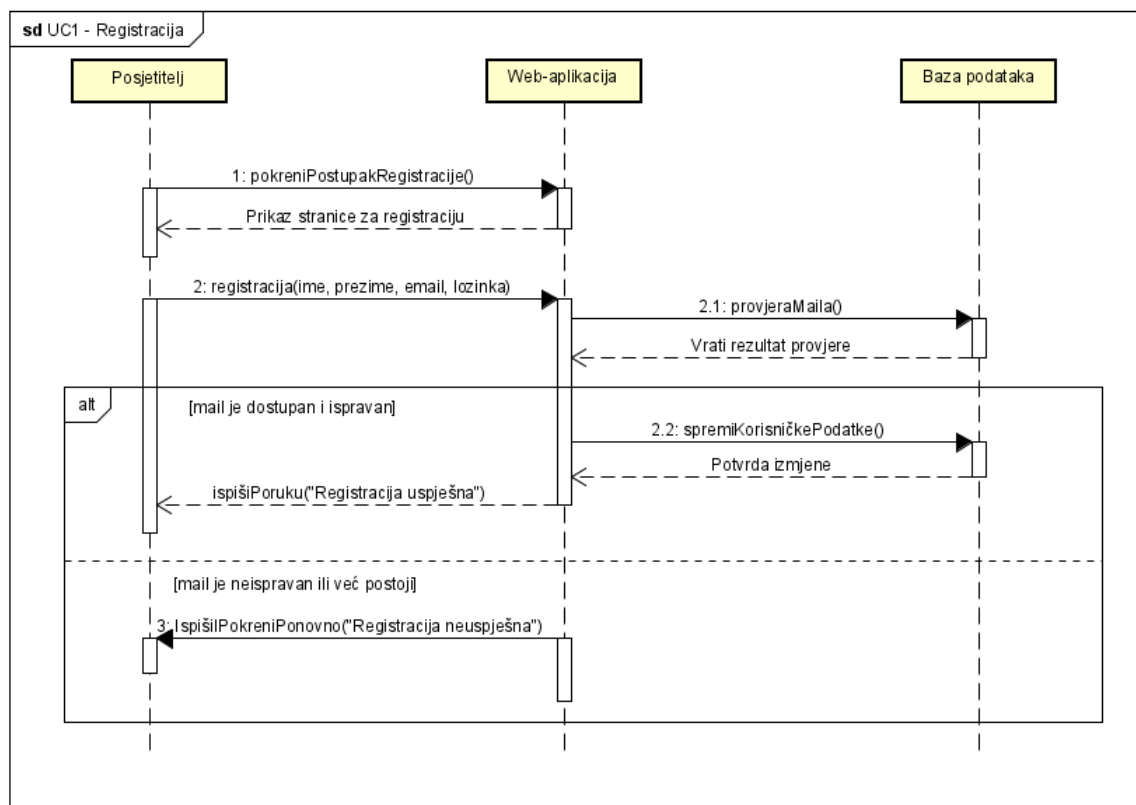 sd UC1 - Registracija
Posjetitelj
Web-aplikacija
Baza podataka
1: pokreniPostupakRegistracije()
Prikaz stranice za registraciju
2: registracija(ime, prezime, email, lozinka)
2.1: provjeraMaila()
Vrati rezultat provjere
alt
[mail je dostupan i ispravan]
2.2: spremiKorisničkePodatke()
Potvrda izmjene
ispišiPoruku("Registracija uspješna")
[mail je neispravan ili već postoji]
3: IspišiIPokreniPonovno("Registracija neuspješna")